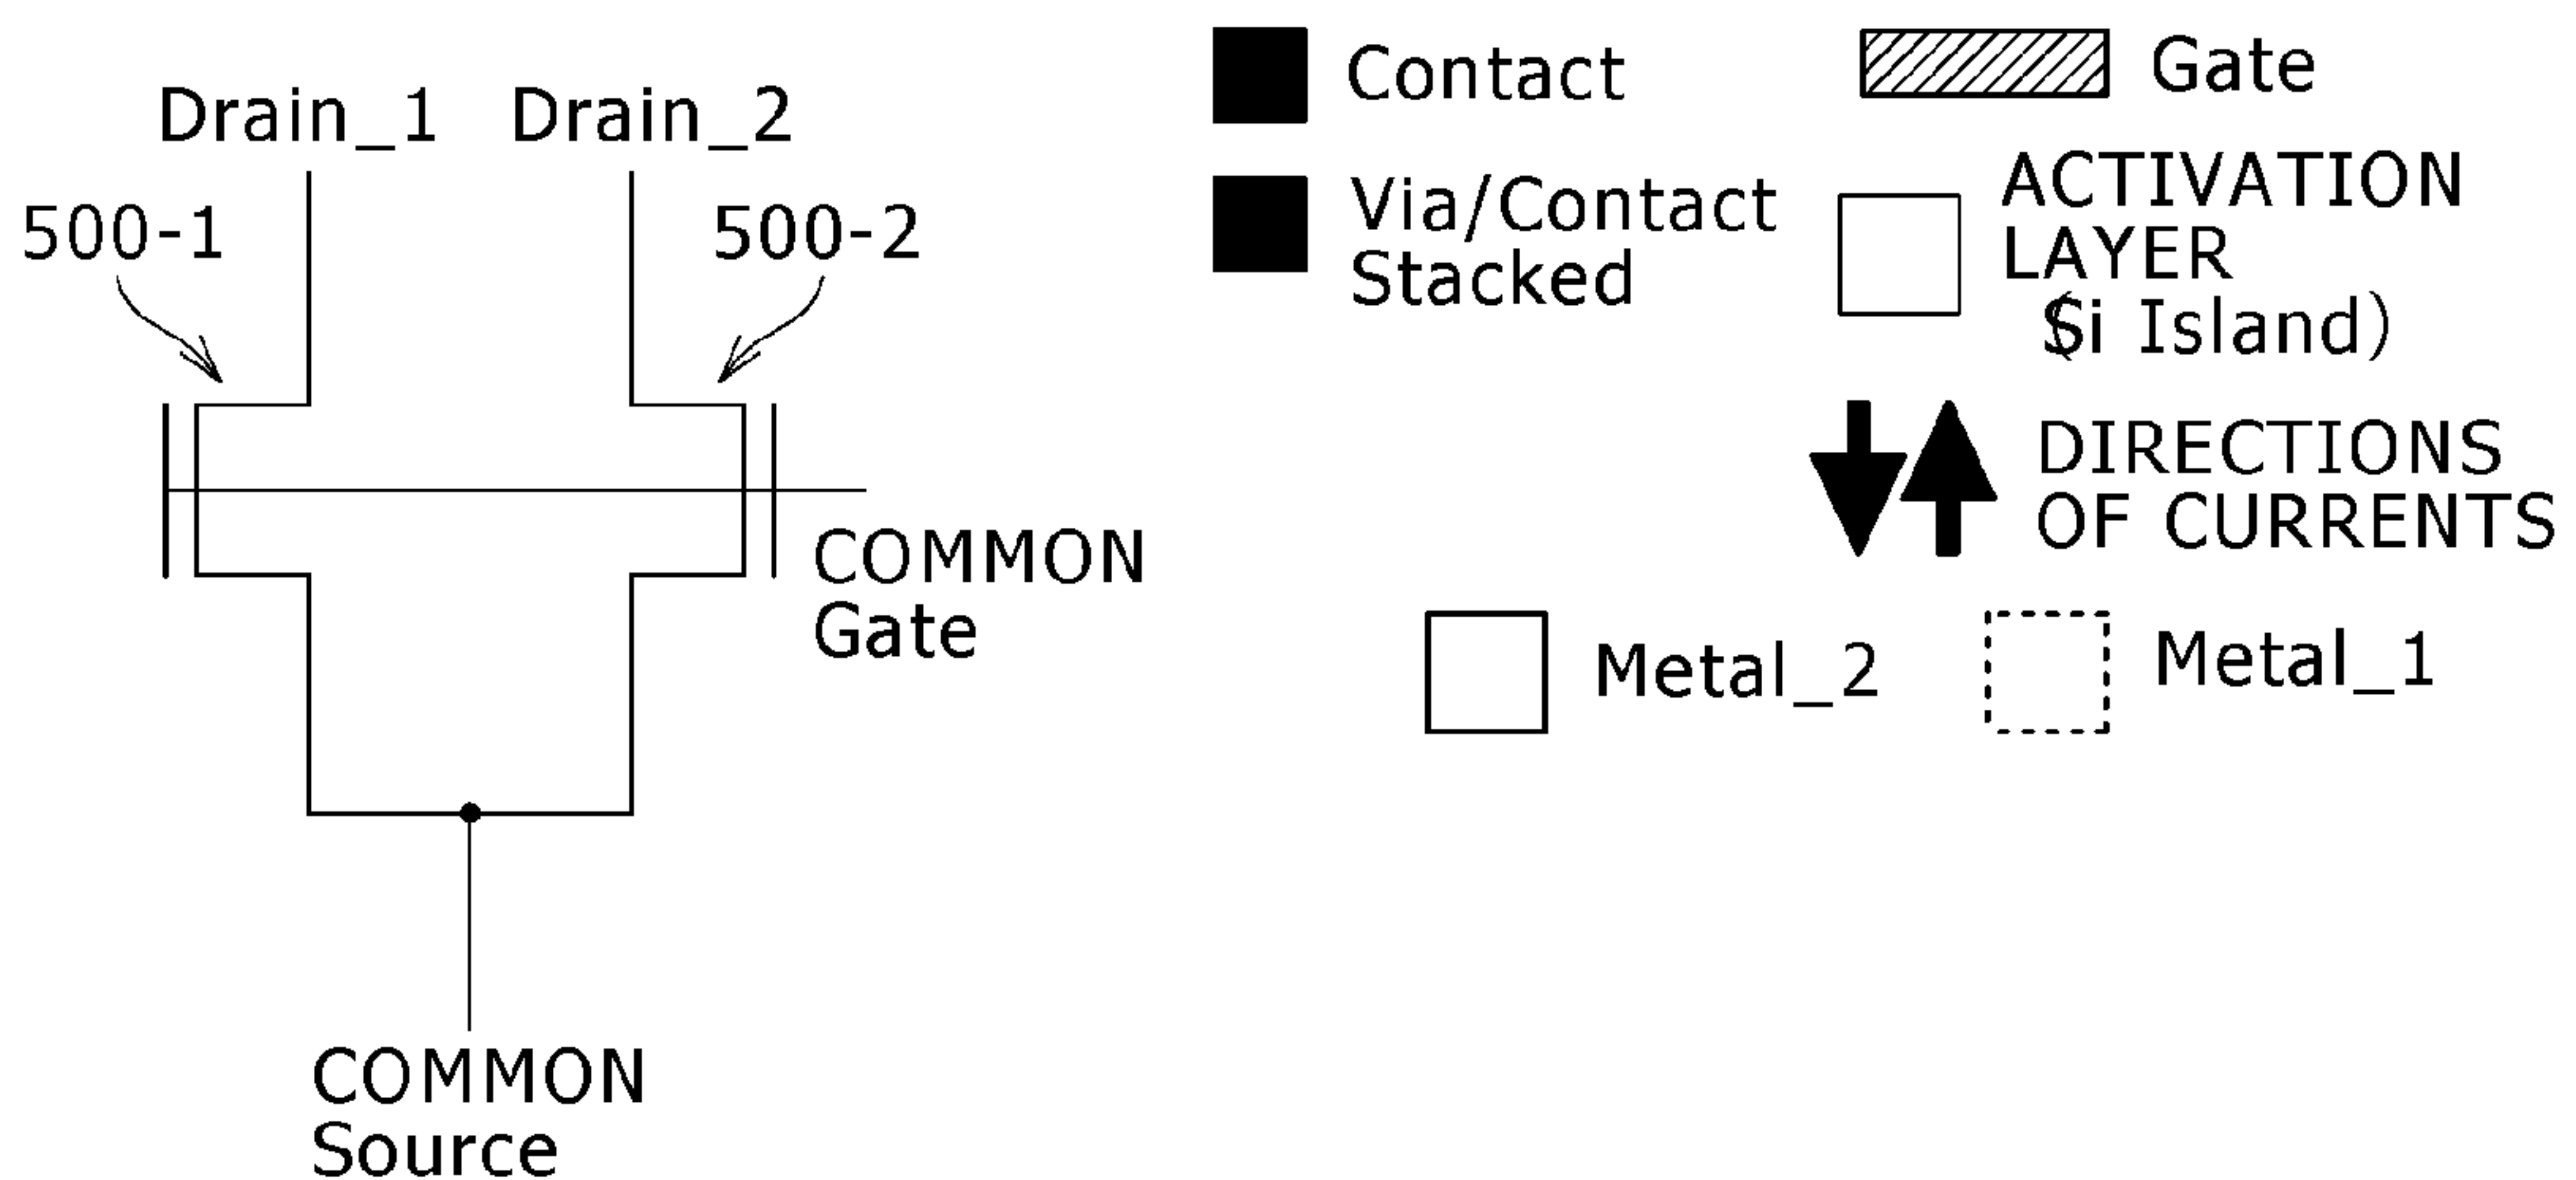 Drain_1
Drain_2
500-1
500-2
COMMON
Gate
COMMON
Source
Contact
Via/Contact
Stacked
Gate
ACTIVATION
LAYER
(Si Island)
DIRECTIONS
OF CURRENTS
Metal_2
Metal_1